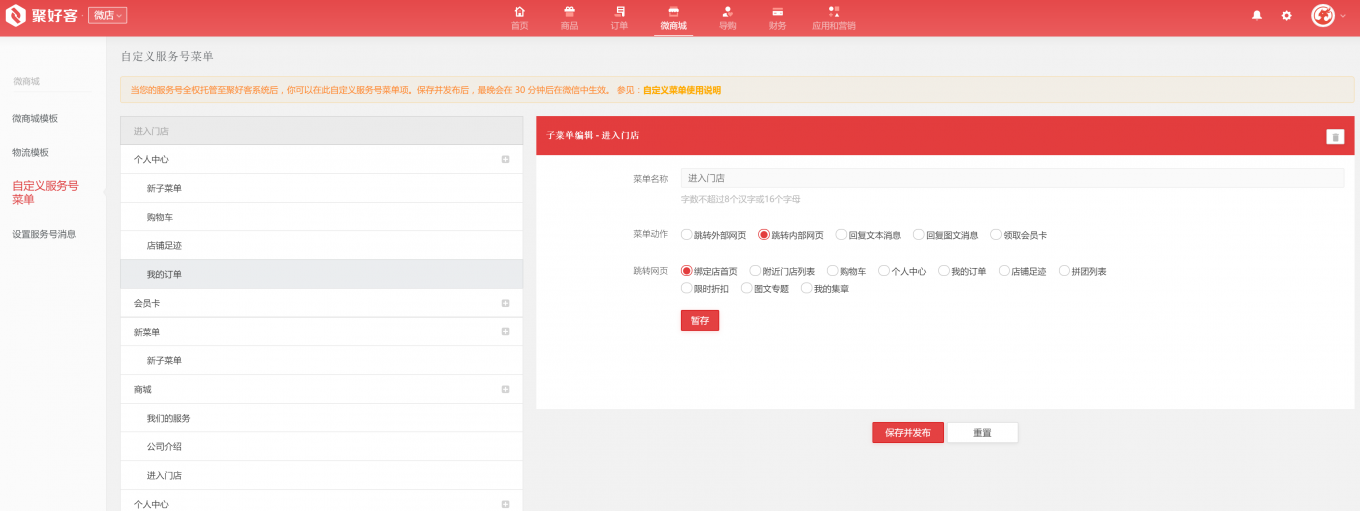 聚好客
微店
首页
商品
订单
微商城
导购
财务
应用和营销
微商城
微商城模板
物流模板
自定义服务号
菜单
设置服务号消息
自定义服务号菜单
当您的服务号全权托管至聚好客系统后，你可以在此自定义服务号菜单项。保存并发布后，最晚会在 30 分钟后在微信中生效。 参见：自定义菜单使用说明
进入门店
个人中心
新子菜单
购物车
店铺足迹
我的订单
会员卡
新菜单
新子菜单
商城
我们的服务
公司介绍
进入门店
个人中心
子菜单编辑 - 进入门店
菜单名称 进入门店
字数不超过8个汉字或16个字母
菜单动作 跳转外部网页 跳转内部网页 回复文本消息 回复图文消息 领取会员卡
跳转网页 绑定店首页 附近门店列表 购物车 个人中心 我的订单 店铺足迹 拼团列表
限时折扣 图文专题 我的集章
暂存
保存并发布 重置